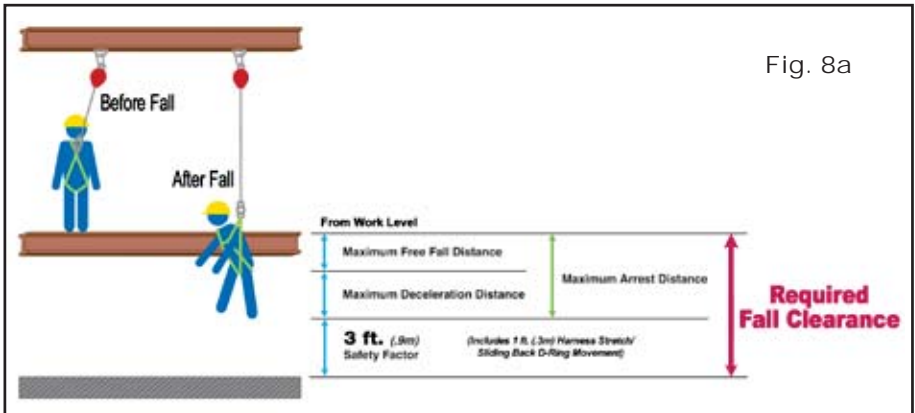 Fig. 8a
Before Fall
After Fall
From Work Level
Maximum Free Fall Distance
Maximum Arrest Distance
Maximum Deceleration Distance
Required
Fall Clearance
3 ft. (.9m)
Safety Factor
(Includes 1 ft. (.3m) Harness Stretch/
Sliding Back D-Ring Movement)